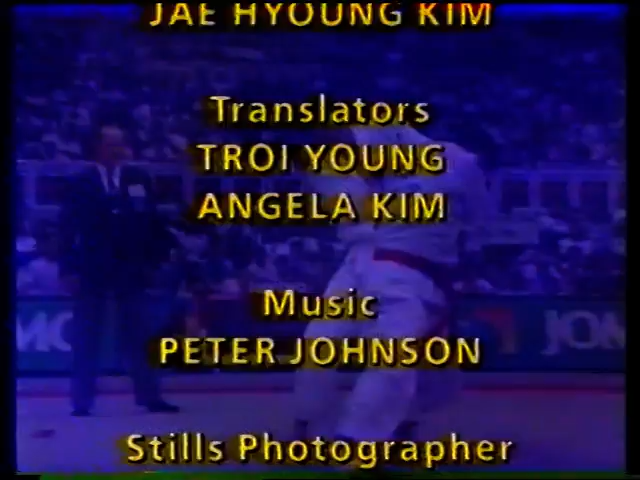 JAE HYOUNG KIM
Translators
TROI YOUNG
ANGELA KIM
Music
PETER JOHNSON
Stills Photographer